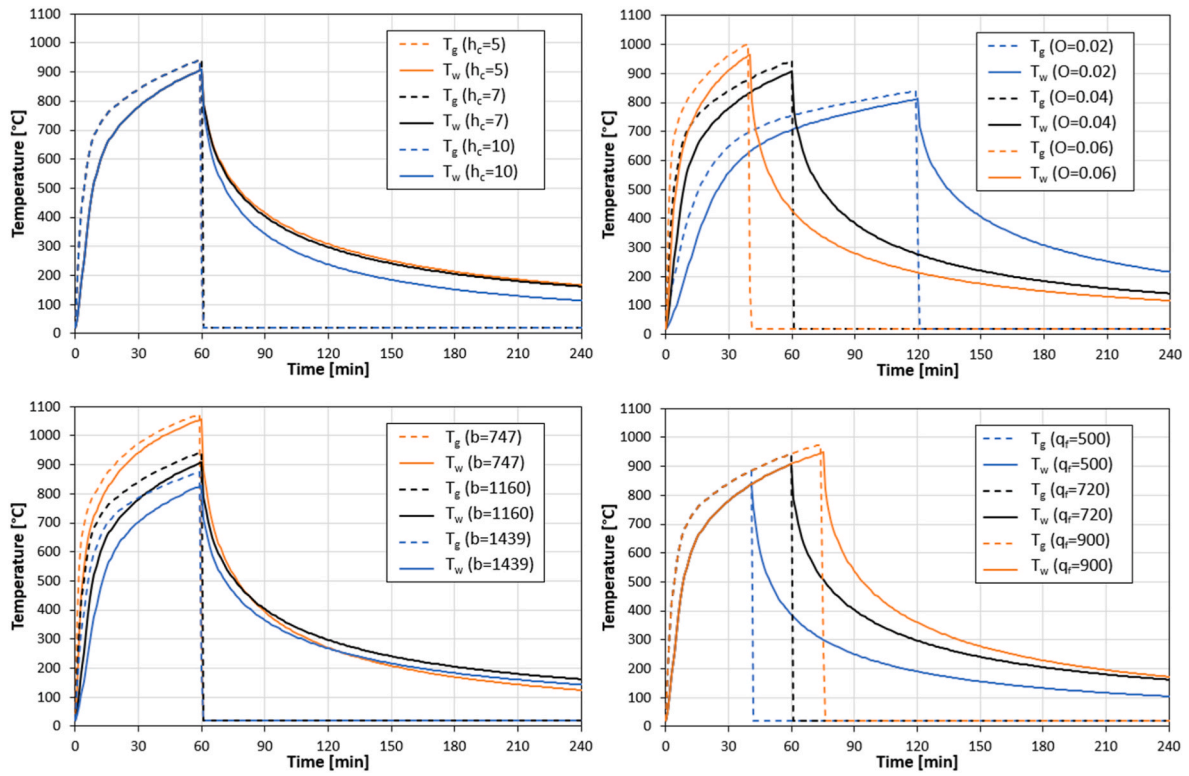 1100
1000
900
800
700
600
500
400
300
200
100
0
Temperature [°C]
0 30 60 90 120 150 180 210 240
Time [min]
T_g (h_c=5)
T_w (h_c=5)
T_g (h_c=7)
T_w (h_c=7)
T_g (h_c=10)
T_w (h_c=10)
1100
1000
900
800
700
600
500
400
300
200
100
0
Temperature [°C]
0 30 60 90 120 150 180 210 240
Time [min]
T_g (O=0.02)
T_w (O=0.02)
T_g (O=0.04)
T_w (O=0.04)
T_g (O=0.06)
T_w (O=0.06)
1100
1000
900
800
700
600
500
400
300
200
100
0
Temperature [°C]
0 30 60 90 120 150 180 210 240
Time [min]
T_g (b=747)
T_w (b=747)
T_g (b=1160)
T_w (b=1160)
T_g (b=1439)
T_w (b=1439)
1100
1000
900
800
700
600
500
400
300
200
100
0
Temperature [°C]
0 30 60 90 120 150 180 210 240
Time [min]
T_g (q_f=500)
T_w (q_f=500)
T_g (q_f=720)
T_w (q_f=720)
T_g (q_f=900)
T_w (q_f=900)